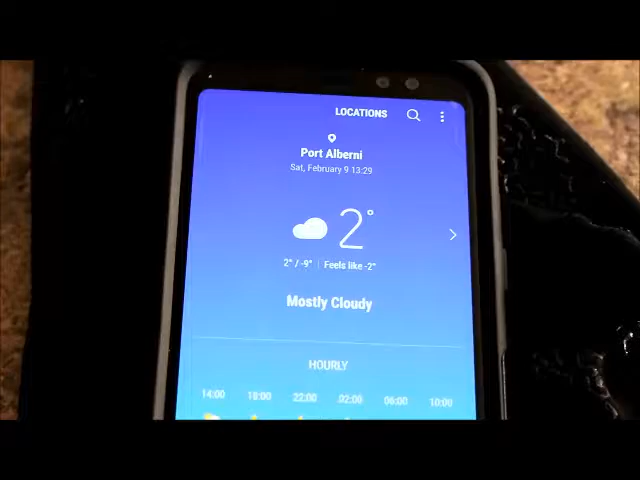 LOCATIONS
Port Alberni
Sat, February 9 13:29
2°
2° / -9° | Feels like -2°
Mostly Cloudy
HOURLY
14:00 18:00 22:00 02:00 06:00 10:00